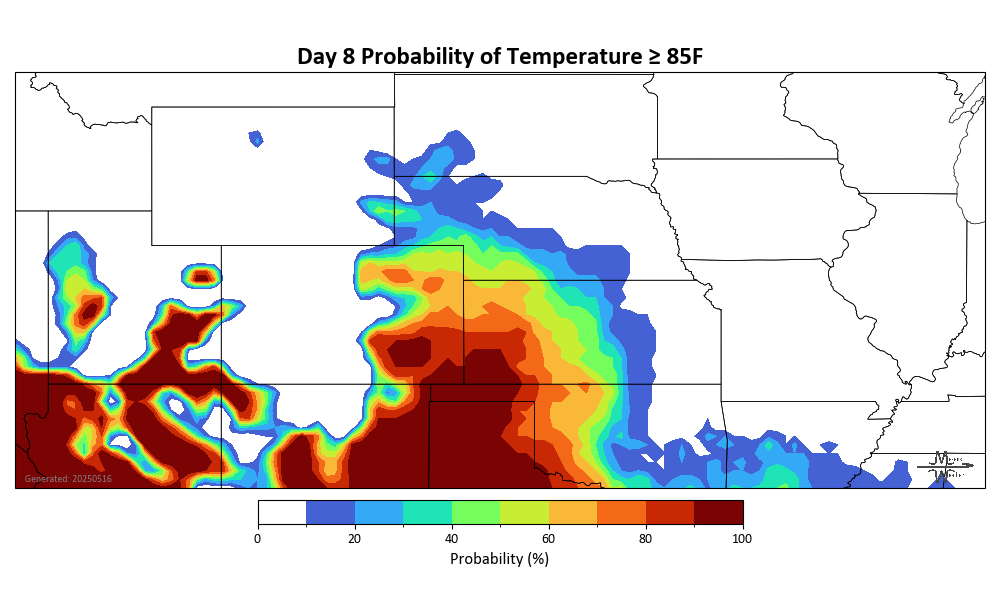 Day 8 Probability of Temperature ≥ 85F
Generated: 20250516
0 20 40 60 80 100
Probability (%)